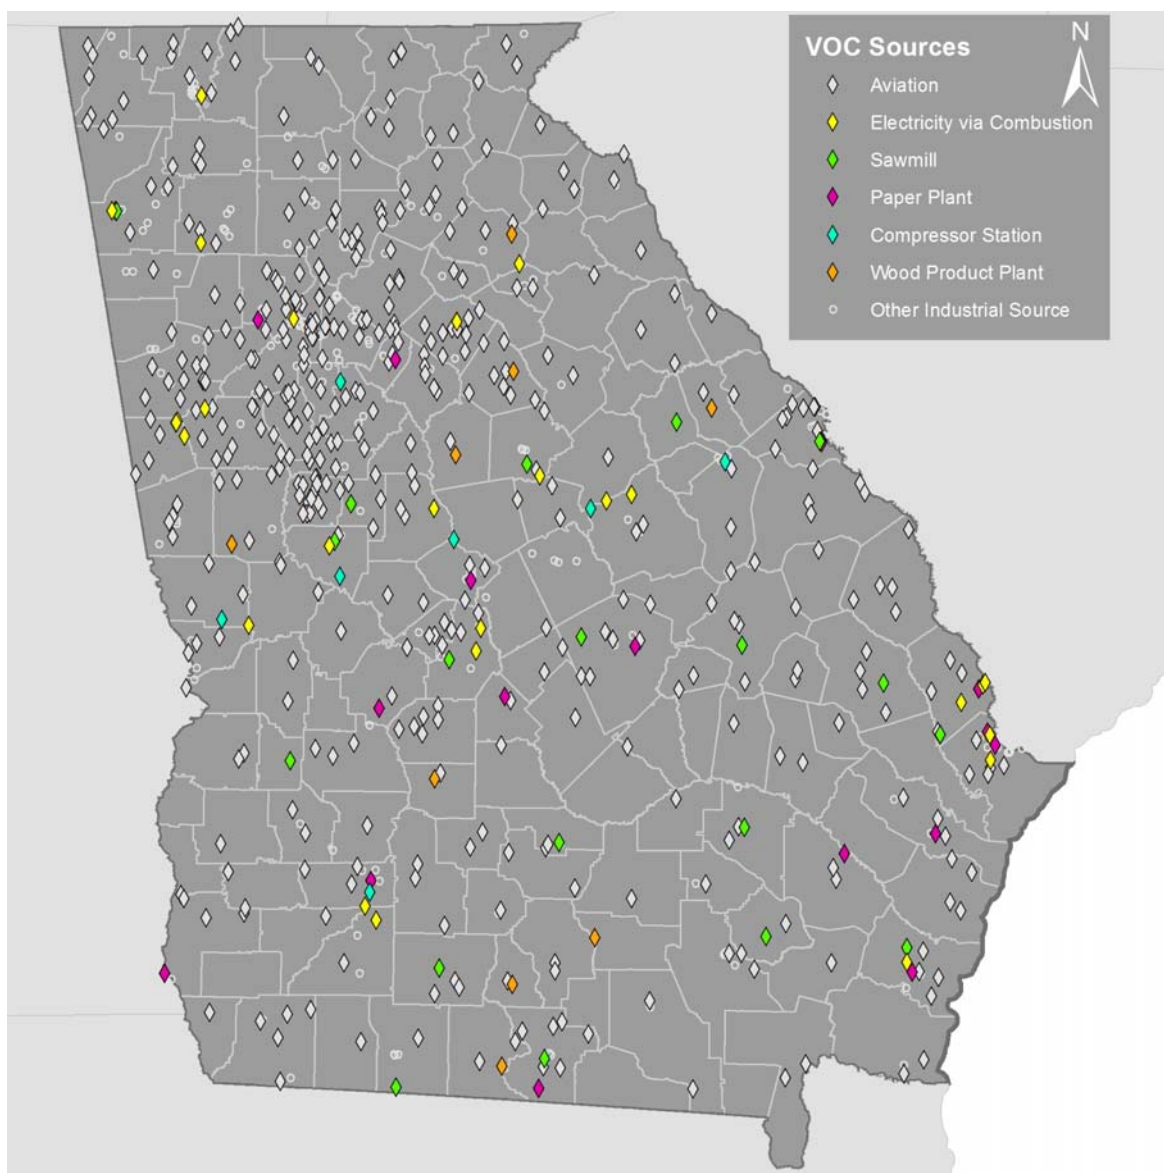 VOC Sources
N
Aviation
Electricity via Combustion
Sawmill
Paper Plant
Compressor Station
Wood Product Plant
Other Industrial Source